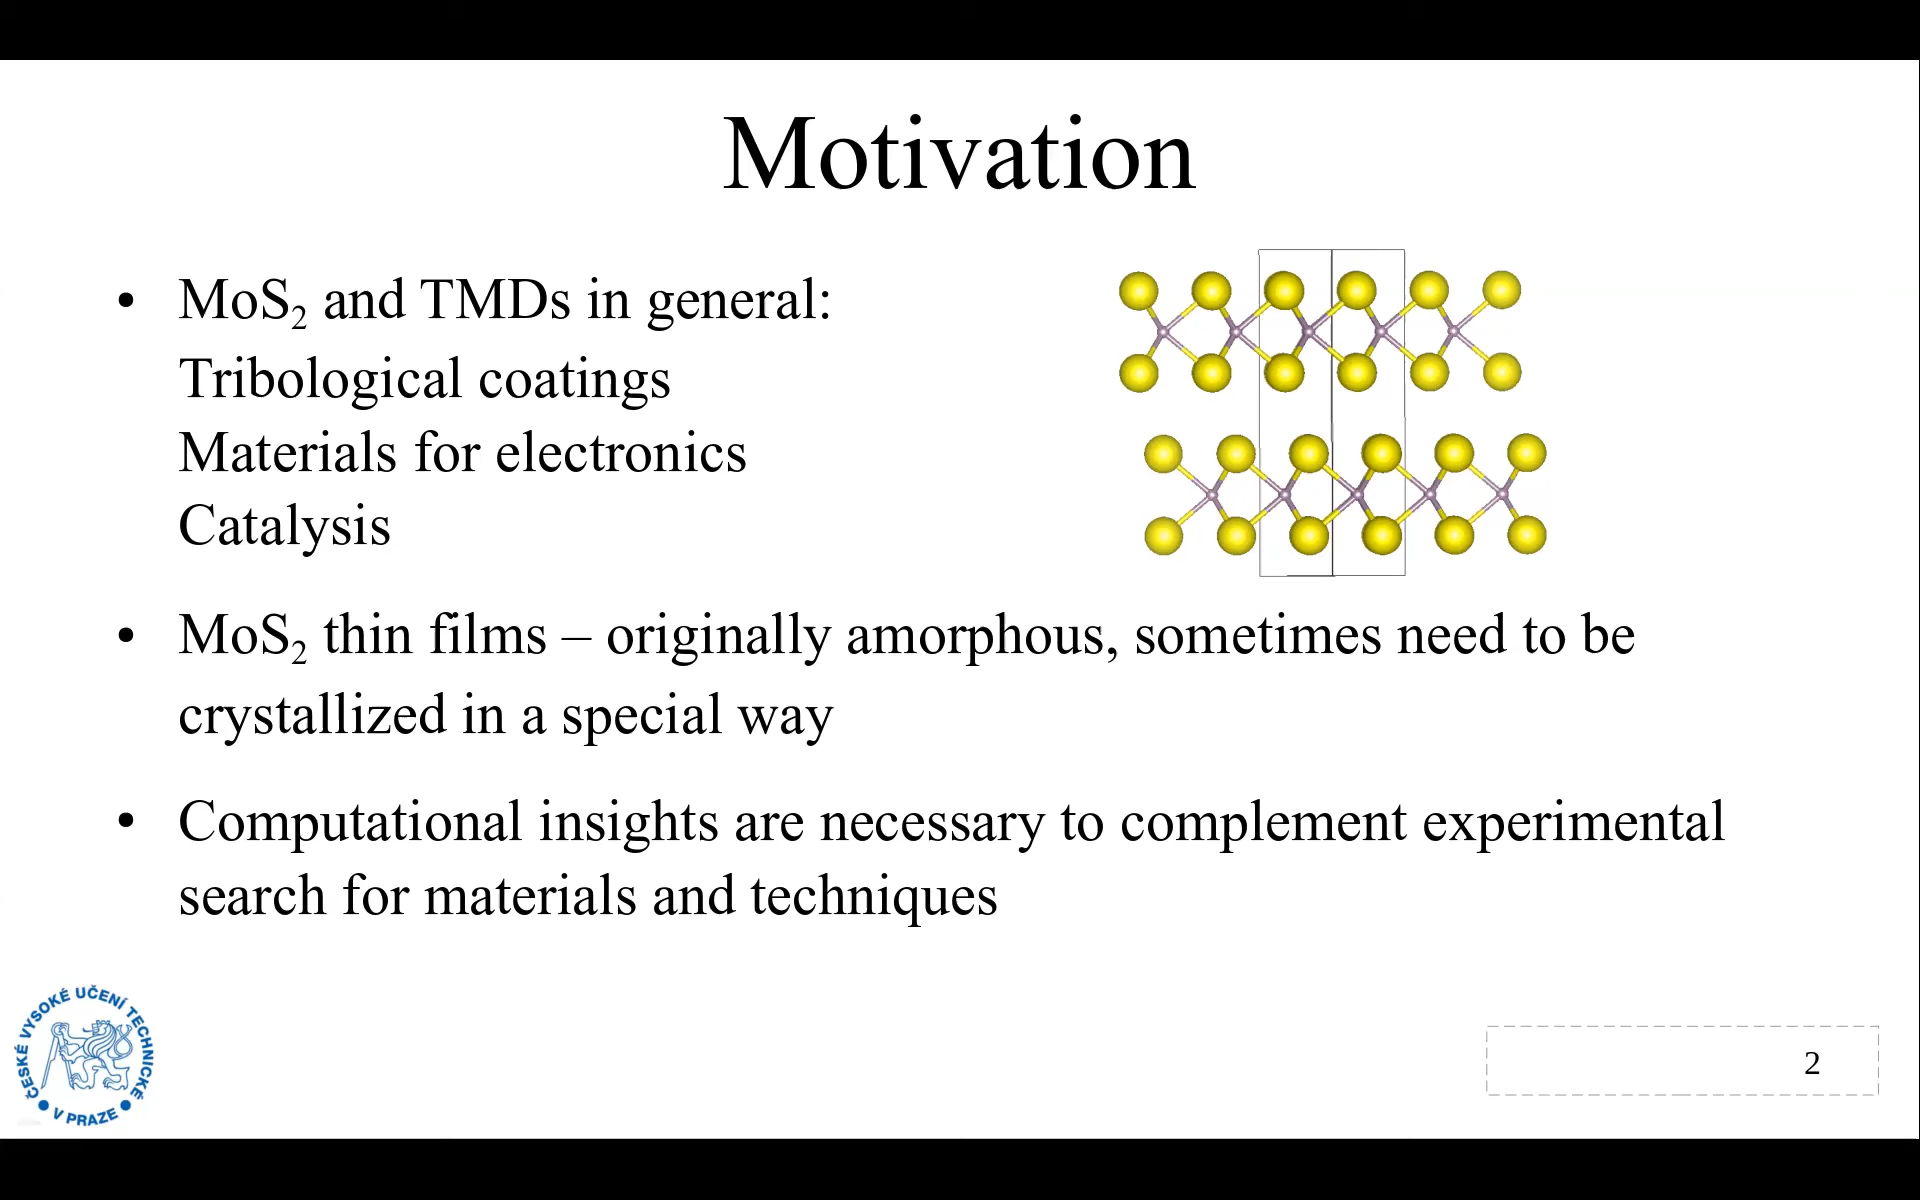 Motivation
• MoS₂ and TMDs in general:
Tribological coatings
Materials for electronics
Catalysis
• MoS₂ thin films – originally amorphous, sometimes need to be
crystallized in a special way
• Computational insights are necessary to complement experimental
search for materials and techniques
ČESKÉ VYSOKÉ UČENÍ TECHNICKÉ
V PRAZE
2